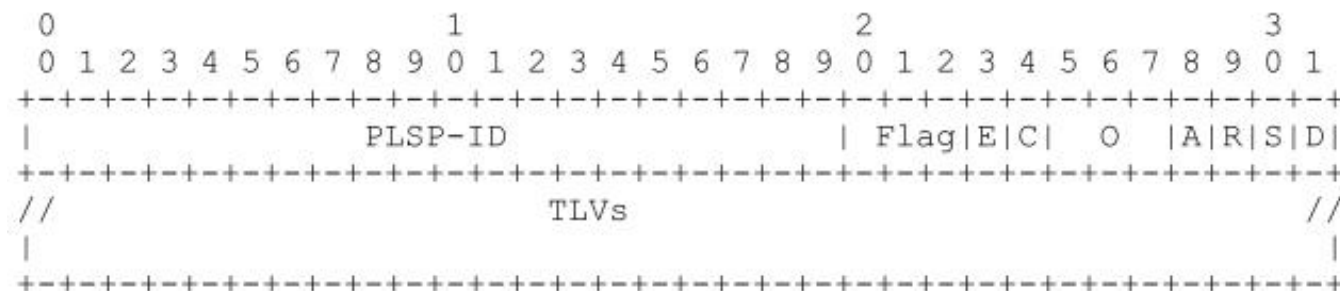 0                   1                   2                   3
 0 1 2 3 4 5 6 7 8 9 0 1 2 3 4 5 6 7 8 9 0 1 2 3 4 5 6 7 8 9 0 1
+-+-+-+-+-+-+-+-+-+-+-+-+-+-+-+-+-+-+-+-+-+-+-+-+-+-+-+-+-+-+-+-+
|                PLSP-ID                | Flag|E|C|  O  |A|R|S|D|
+-+-+-+-+-+-+-+-+-+-+-+-+-+-+-+-+-+-+-+-+-+-+-+-+-+-+-+-+-+-+-+-+
//                        TLVs                                 //
|                                                               |
+-+-+-+-+-+-+-+-+-+-+-+-+-+-+-+-+-+-+-+-+-+-+-+-+-+-+-+-+-+-+-+-+